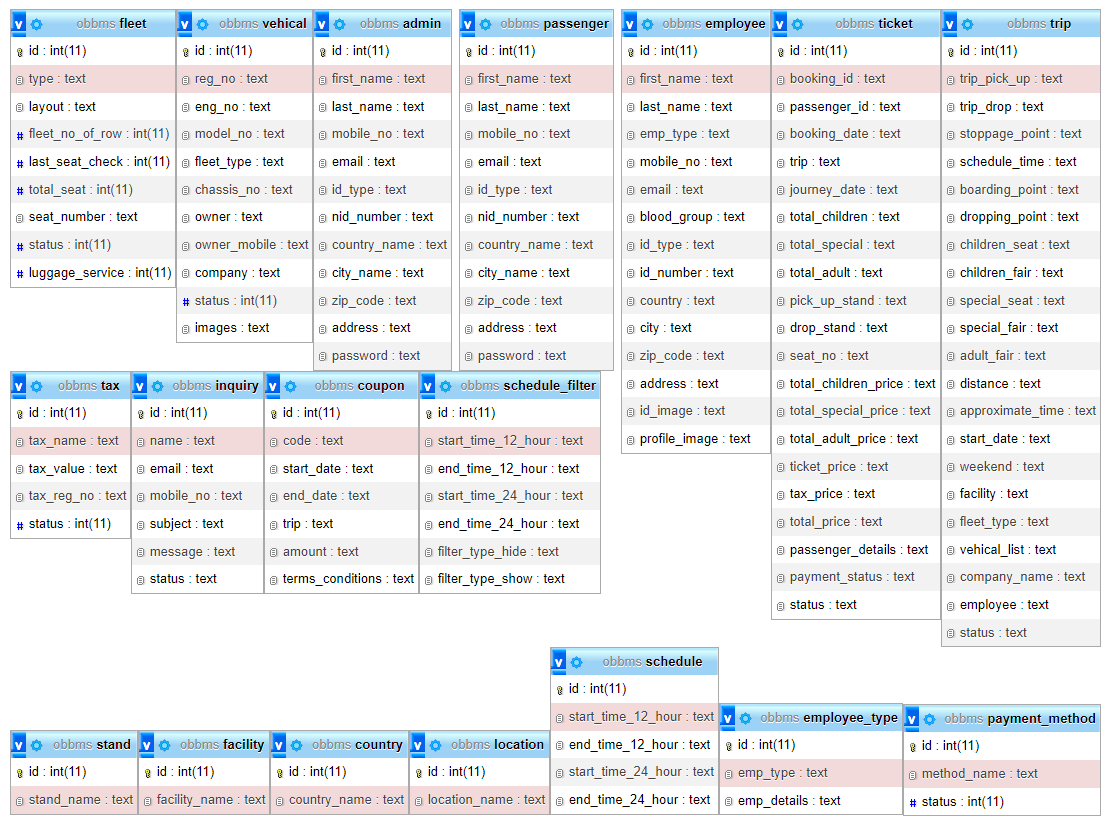 obbms fleet
id : int(11)
type : text
layout : text
# fleet_no_of_row : int(11)
# last_seat_check : int(11)
# total_seat : int(11)
seat_number : text
# status : int(11)
# luggage_service : int(11)
obbms vehical
id : int(11)
reg_no : text
eng_no : text
model_no : text
fleet_type : text
chassis_no : text
owner : text
owner_mobile : text
company : text
# status : int(11)
images : text
obbms admin
id : int(11)
first_name : text
last_name : text
mobile_no : text
email : text
id_type : text
nid_number : text
country_name : text
city_name : text
zip_code : text
address : text
password : text
obbms passenger
id : int(11)
first_name : text
last_name : text
mobile_no : text
email : text
id_type : text
nid_number : text
country_name : text
city_name : text
zip_code : text
address : text
password : text
obbms employee
id : int(11)
first_name : text
last_name : text
emp_type : text
mobile_no : text
email : text
blood_group : text
id_type : text
id_number : text
country : text
city : text
zip_code : text
address : text
id_image : text
profile_image : text
obbms ticket
id : int(11)
booking_id : text
passenger_id : text
booking_date : text
trip : text
journey_date : text
total_children : text
total_special : text
total_adult : text
pick_up_stand : text
drop_stand : text
seat_no : text
total_children_price : text
total_special_price : text
total_adult_price : text
ticket_price : text
tax_price : text
total_price : text
passenger_details : text
payment_status : text
status : text
obbms trip
id : int(11)
trip_pick_up : text
trip_drop : text
stoppage_point : text
schedule_time : text
boarding_point : text
dropping_point : text
children_seat : text
children_fair : text
special_seat : text
special_fair : text
adult_fair : text
distance : text
approximate_time : text
start_date : text
weekend : text
facility : text
fleet_type : text
vehical_list : text
company_name : text
employee : text
status : text
obbms tax
id : int(11)
tax_name : text
tax_value : text
tax_reg_no : text
# status : int(11)
obbms inquiry
id : int(11)
name : text
email : text
mobile_no : text
subject : text
message : text
status : text
obbms coupon
id : int(11)
code : text
start_date : text
end_date : text
trip : text
amount : text
terms_conditions : text
obbms schedule_filter
id : int(11)
start_time_12_hour : text
end_time_12_hour : text
start_time_24_hour : text
end_time_24_hour : text
filter_type_hide : text
filter_type_show : text
obbms stand
id : int(11)
stand_name : text
obbms facility
id : int(11)
facility_name : text
obbms country
id : int(11)
country_name : text
obbms location
id : int(11)
location_name : text
obbms schedule
id : int(11)
start_time_12_hour : text
end_time_12_hour : text
start_time_24_hour : text
end_time_24_hour : text
obbms employee_type
id : int(11)
emp_type : text
emp_details : text
obbms payment_method
id : int(11)
method_name : text
# status : int(11)